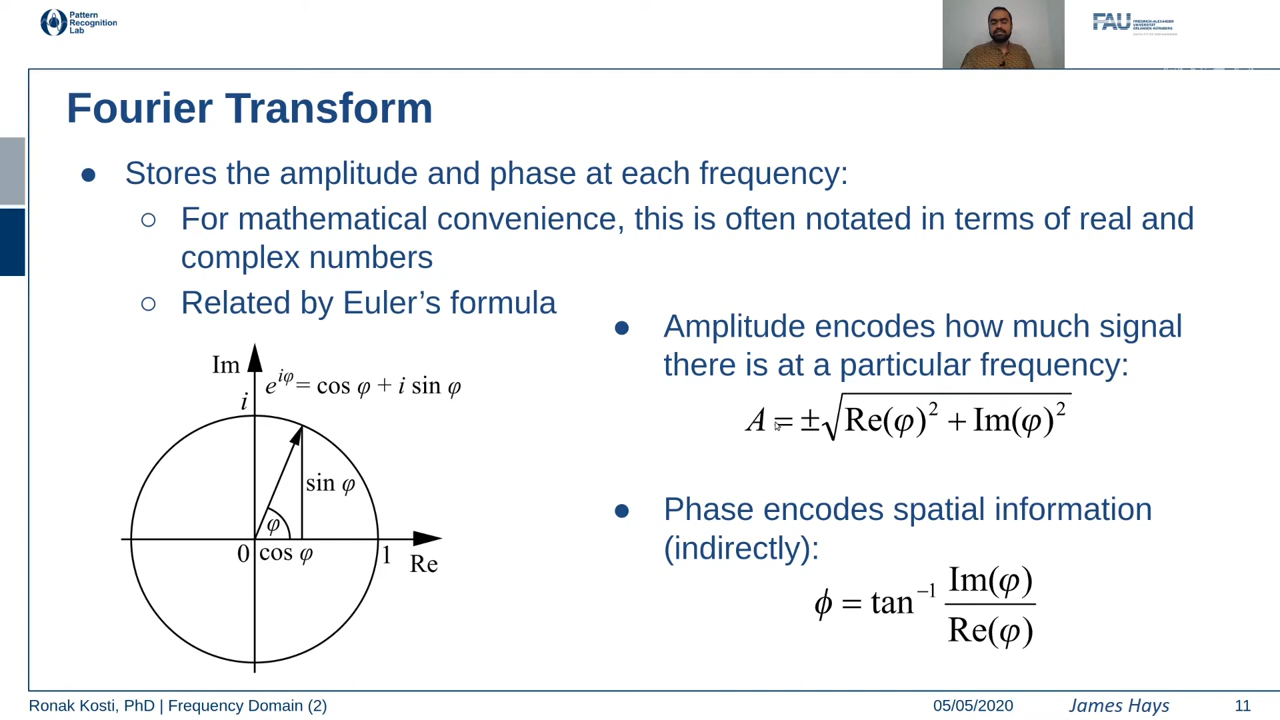 Pattern
Recognition
Lab
FAU
Fourier Transform
● Stores the amplitude and phase at each frequency:
○ For mathematical convenience, this is often notated in terms of real and
complex numbers
○ Related by Euler’s formula
● Amplitude encodes how much signal
there is at a particular frequency:
A = ±√(Re(φ)² + Im(φ)²)
● Phase encodes spatial information
(indirectly):
ϕ = tan⁻¹ Im(φ)
Re(φ)
Im
i
e^{iφ} = cos φ + i sin φ
sin φ
φ
0 cos φ 1 Re
Ronak Kosti, PhD | Frequency Domain (2) 05/05/2020 James Hays 11